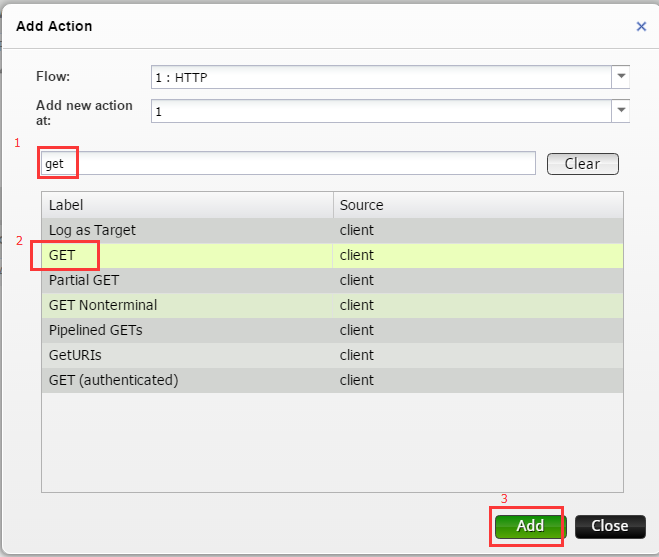 Add Action
Flow: 1 : HTTP
Add new action at: 1
1
get Clear
Label Source
Log as Target client
2
GET client
Partial GET client
GET Nonterminal client
Pipelined GETs client
GetURIs client
GET (authenticated) client
3
Add Close